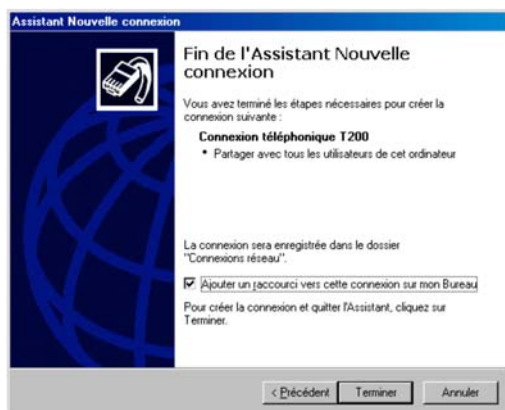 Assistant Nouvelle connexion
Fin de l'Assistant Nouvelle
connexion
Vous avez terminé les étapes nécessaires pour créer la
connexion suivante :
Connexion téléphonique T200
* Partager avec tous les utilisateurs de cet ordinateur
La connexion sera enregistrée dans le dossier
"Connexions réseau".
Ajouter un raccourci vers cette connexion sur mon Bureau
Pour créer la connexion et quitter l'Assistant, cliquez sur
Terminer.
< Précédent
Terminer
Annuler